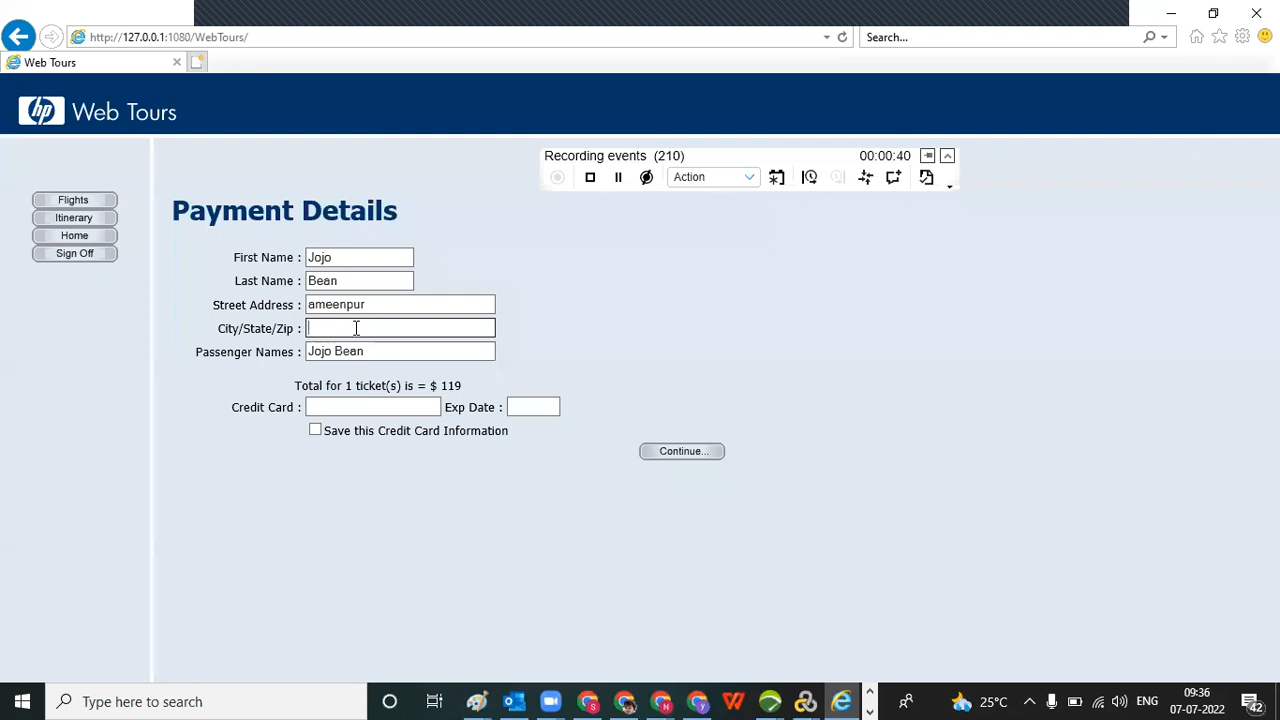 http://127.0.0.1:1080/WebTours/
Search...
Web Tours
hp Web Tours
Recording events (210) 00:00:40
Action
Flights
Itinerary
Home
Sign Off
Payment Details
First Name : Jojo
Last Name : Bean
Street Address : ameenpur
City/State/Zip :
Passenger Names : Jojo Bean
Total for 1 ticket(s) is = $ 119
Credit Card : Exp Date :
Save this Credit Card Information
Continue...
Type here to search
25°C
ENG
09:36
07-07-2022
42